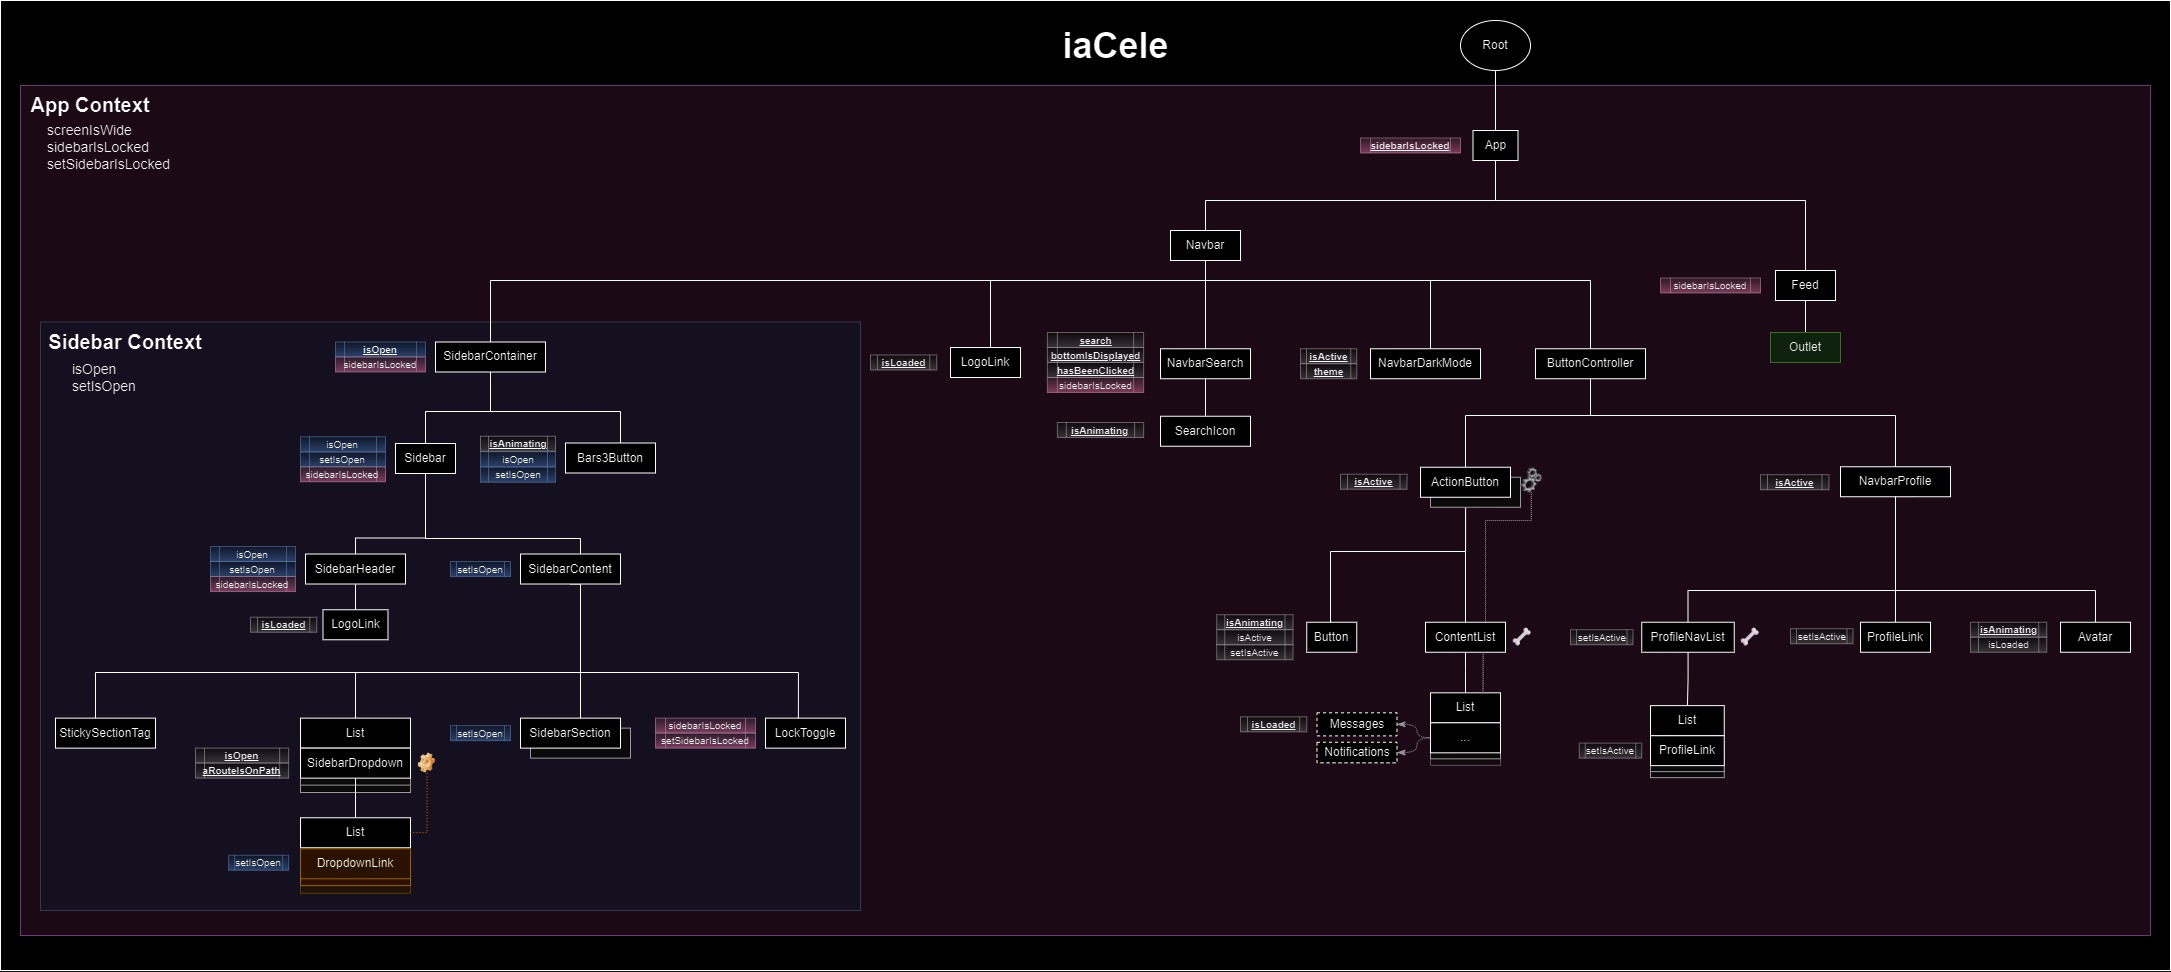 iaCele
Root
App Context
screenIsWide
sidebarIsLocked
setSidebarIsLocked
sidebarIsLocked
App
Navbar
sidebarIsLocked
Feed
Outlet
Sidebar Context
isOpen
setIsOpen
isOpen
sidebarIsLocked
SidebarContainer
isLoaded
LogoLink
search
bottomIsDisplayed
hasBeenClicked
sidebarIsLocked
NavbarSearch
isActive
theme
NavbarDarkMode
ButtonController
isAnimating
SearchIcon
isOpen
setIsOpen
sidebarIsLocked
Sidebar
isAnimating
isOpen
setIsOpen
Bars3Button
isActive
ActionButton
isActive
NavbarProfile
isOpen
setIsOpen
sidebarIsLocked
SidebarHeader
setIsOpen
SidebarContent
isLoaded
LogoLink
isAnimating
isActive
setIsActive
Button
ContentList
setIsActive
ProfileNavList
setIsActive
ProfileLink
isAnimating
isLoaded
Avatar
StickySectionTag
List
SidebarDropdown
isOpen
aRouteIsOnPath
setIsOpen
SidebarSection
sidebarIsLocked
setSidebarIsLocked
LockToggle
isLoaded
Messages
Notifications
List
...
List
setIsActive
ProfileLink
List
setIsOpen
DropdownLink